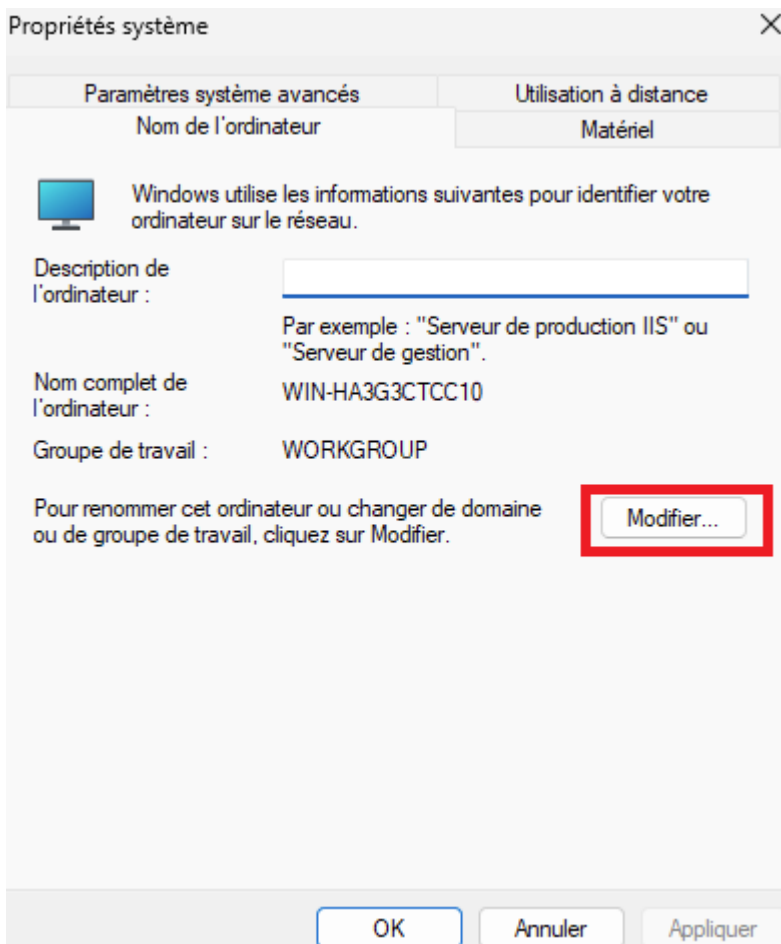 Propriétés système
Paramètres système avancés
Utilisation à distance
Nom de l'ordinateur
Matériel
Windows utilise les informations suivantes pour identifier votre
ordinateur sur le réseau.
Description de
l'ordinateur :
Par exemple : "Serveur de production IIS" ou
"Serveur de gestion".
Nom complet de
l'ordinateur :
WIN-HA3G3CTCC10
Groupe de travail :
WORKGROUP
Pour renommer cet ordinateur ou changer de domaine
ou de groupe de travail, cliquez sur Modifier.
Modifier...
OK
Annuler
Appliquer